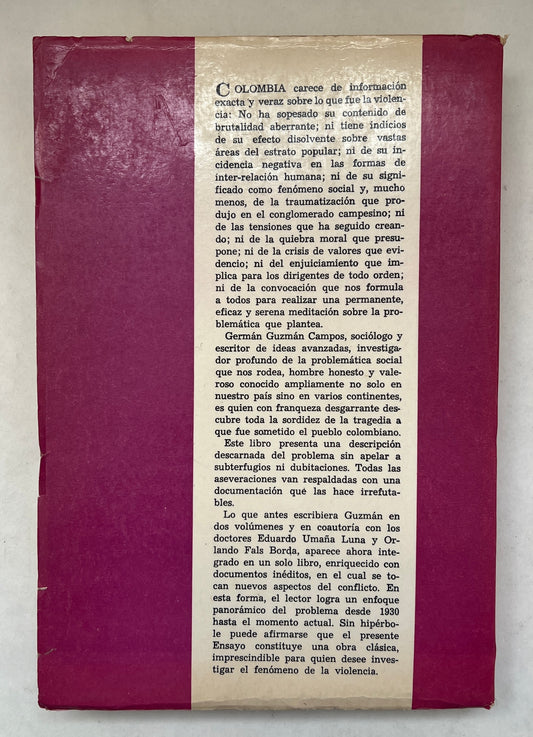 COLOMBIA carece de información
exacta y veraz sobre lo que fue la violen-
cia: No ha sopesado su contenido de
brutalidad aberrante; ni tiene indicios
de su efecto disolvente sobre vastas
áreas del estrato popular; ni de su in-
cidencia negativa en las formas de
inter-relación humana; ni de su signi-
ficado como fenómeno social y, mucho
menos, de la traumatización que pro-
dujo en el conglomerado campesino; ni
de las tensiones que ha seguido crean-
do; ni de la quiebra moral que presu-
pone; ni de la crisis de valores que evi-
dencio; ni del enjuiciamiento que im-
plica para los dirigentes de todo orden;
ni de la convocación que nos formula
a todos para realizar una permanente,
eficaz y serena meditación sobre la pro-
blemática que plantea.
Germán Guzmán Campos, sociólogo y
escritor de ideas avanzadas, investiga-
dor profundo de la problemática social
que nos rodea, hombre honesto y vale-
roso conocido ampliamente no solo en
nuestro país sino en varios continentes,
es quien con franqueza desgarrante des-
cubre toda la sordidez de la tragedia a
que fue sometido el pueblo colombiano.
Este libro presenta una descripción
descarnada del problema sin apelar a
subterfugios ni dubitaciones. Todas las
aseveraciones van respaldadas con una
documentación que las hace irrefuta-
bles.
Lo que antes escribiera Guzmán en
dos volúmenes y en coautoría con los
doctores Eduardo Umaña Luna y Or-
lando Fals Borda, aparece ahora inte-
grado en un solo libro, enriquecido con
documentos inéditos, en el cual se to-
can nuevos aspectos del conflicto. En
esta forma, el lector logra un enfoque
panorámico del problema desde 1930
hasta el momento actual. Sin hipérbo-
le puede afirmarse que el presente
Ensayo constituye una obra clásica,
imprescindible para quien desee inves-
tigar el fenómeno de la violencia.